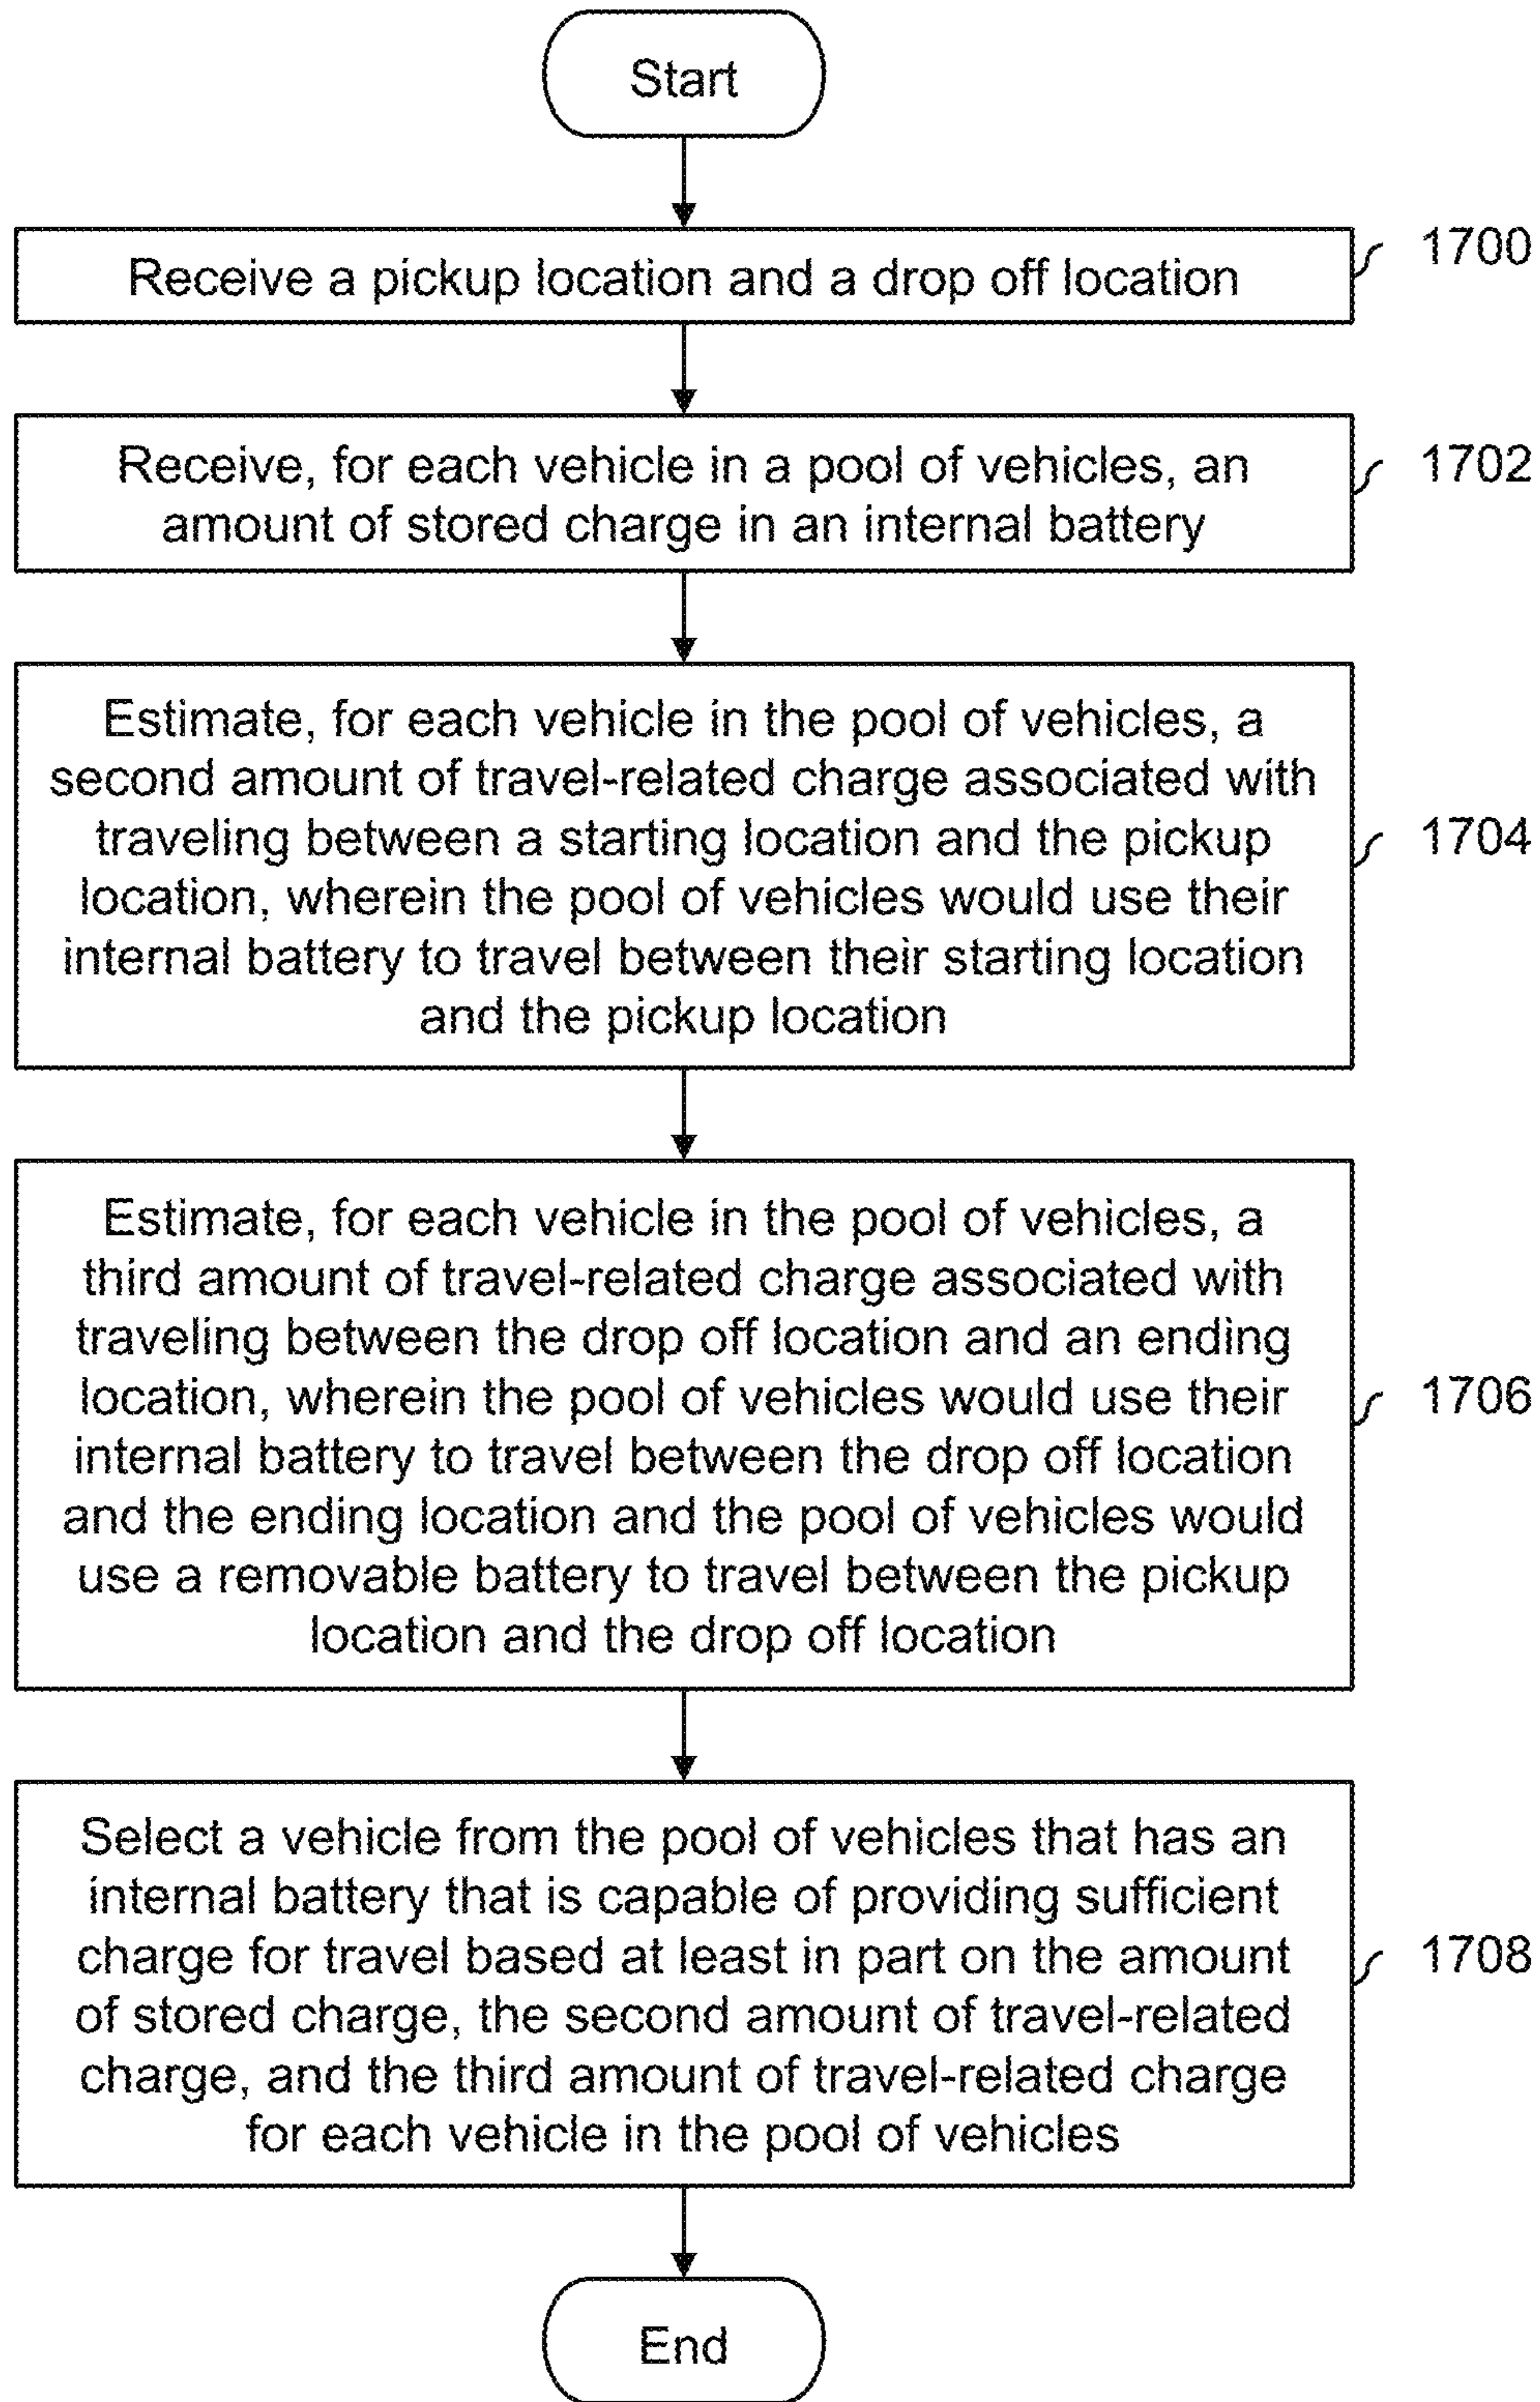 Start
Receive a pickup location and a drop off location
1700
Receive, for each vehicle in a pool of vehicles, an
amount of stored charge in an internal battery
1702
Estimate, for each vehicle in the pool of vehicles, a
second amount of travel-related charge associated with
traveling between a starting location and the pickup
location, wherein the pool of vehicles would use their
internal battery to travel between their starting location
and the pickup location
1704
Estimate, for each vehicle in the pool of vehicles, a
third amount of travel-related charge associated with
traveling between the drop off location and an ending
location, wherein the pool of vehicles would use their
internal battery to travel between the drop off location
and the ending location and the pool of vehicles would
use a removable battery to travel between the pickup
location and the drop off location
1706
Select a vehicle from the pool of vehicles that has an
internal battery that is capable of providing sufficient
charge for travel based at least in part on the amount
of stored charge, the second amount of travel-related
charge, and the third amount of travel-related charge
for each vehicle in the pool of vehicles
1708
End